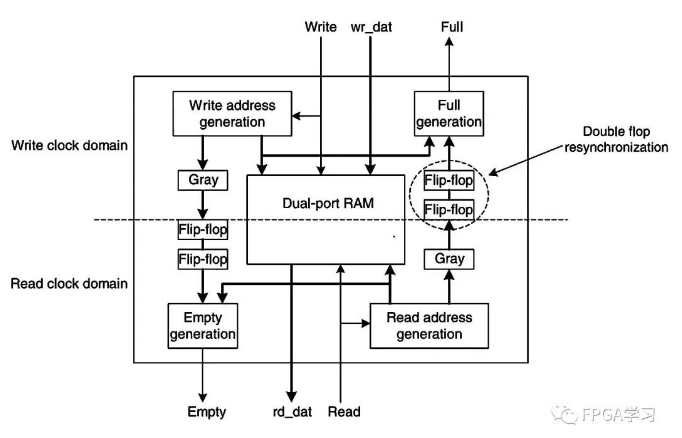 Write
wr_dat
Full
Write address
generation
Full
generation
Double flop
resynchronization
Write clock domain
Gray
Flip-flop
Dual-port RAM
Flip-flop
Flip-flop
Flip-flop
Gray
Read clock domain
Empty
generation
Read address
generation
Empty
rd_dat
Read
FPGA学习